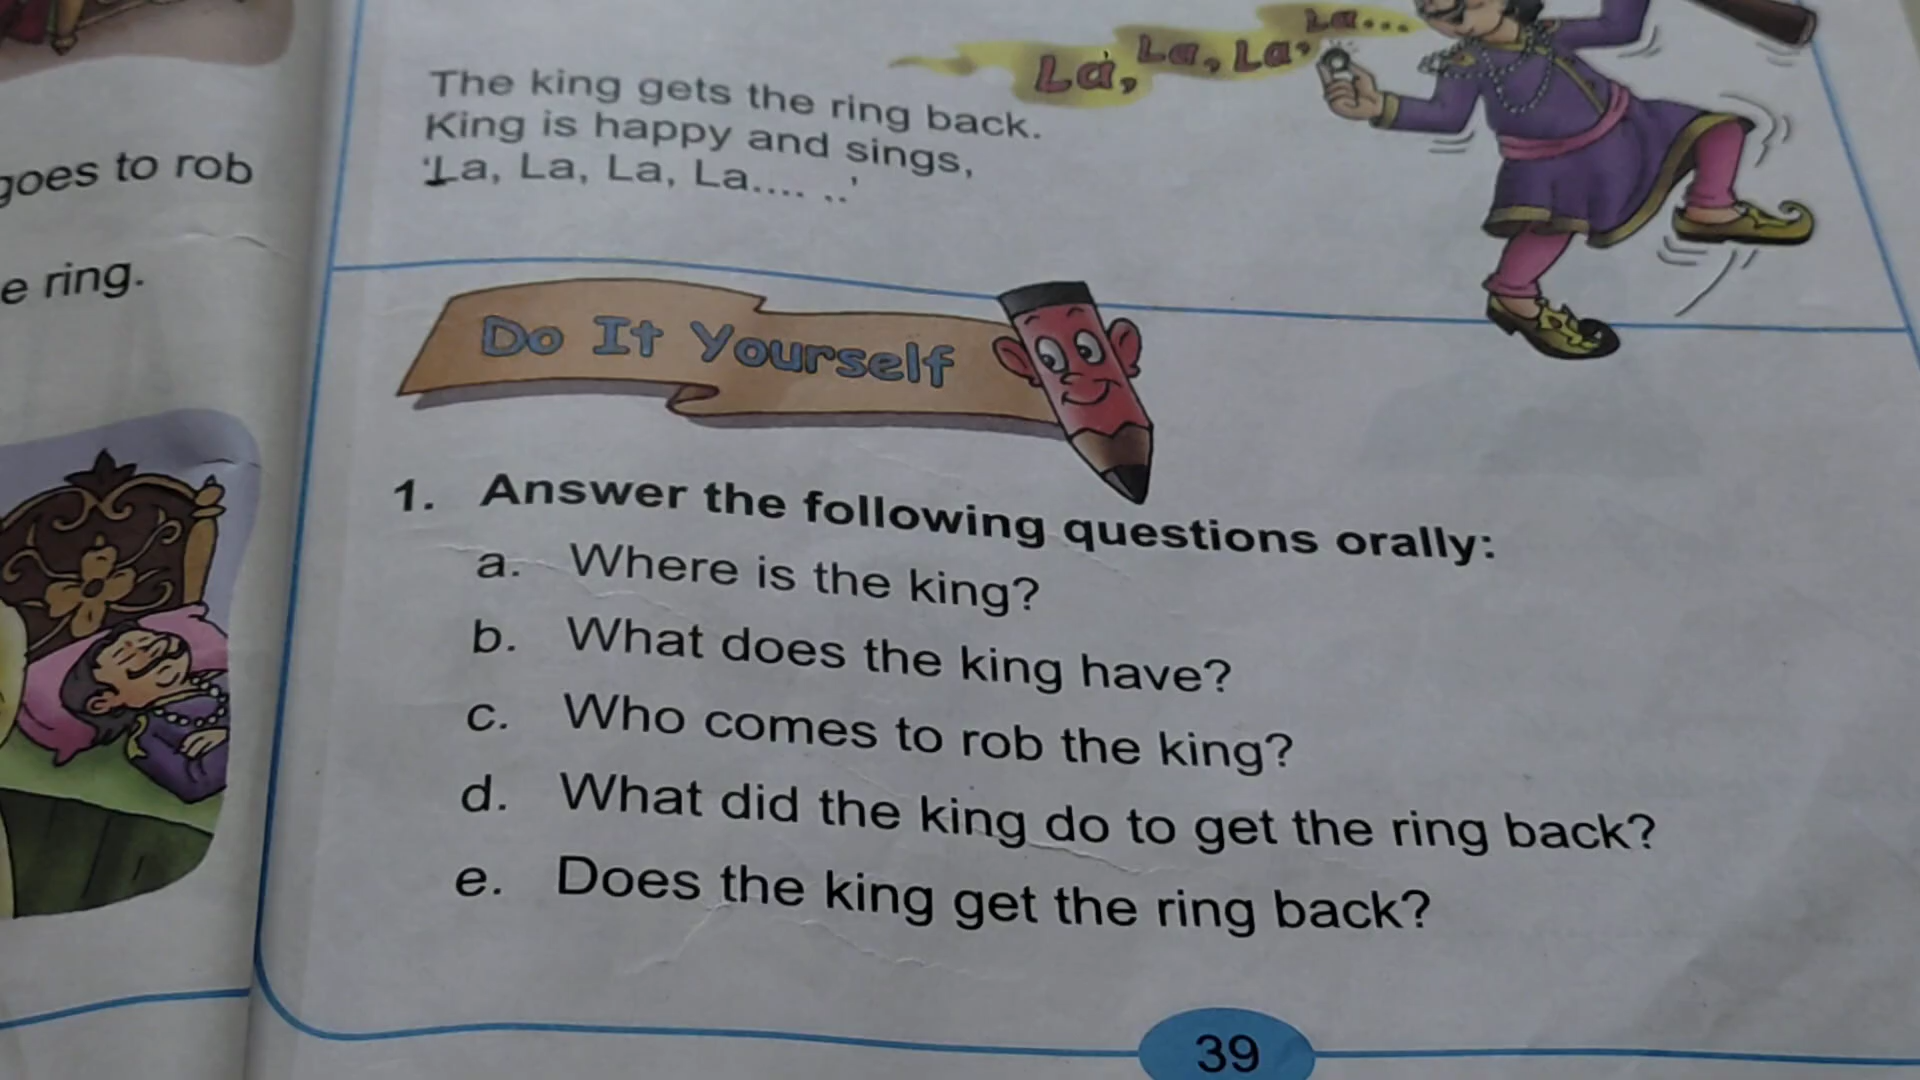 goes to rob
e ring.
La, La, La, La...
The king gets the ring back.
King is happy and sings,
‘La, La, La, La.... ..’
Do It Yourself
1. Answer the following questions orally:
a. Where is the king?
b. What does the king have?
c. Who comes to rob the king?
d. What did the king do to get the ring back?
e. Does the king get the ring back?
39